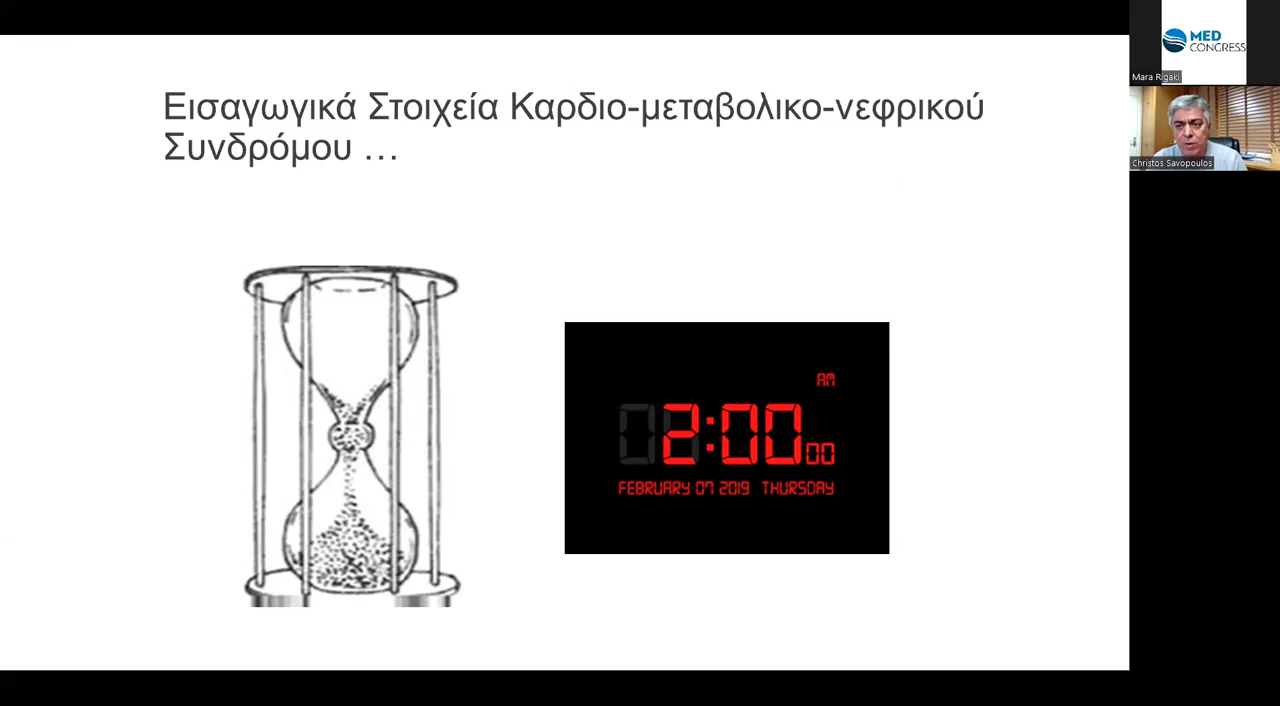 Εισαγωγικά Στοιχεία Καρδιο-μεταβολικο-νεφρικού
Συνδρόμου …
AM
2:00 00
FEBRUARY 07 2019 THURSDAY
MED
CONGRESS
Mara Rigaki
Christos Savopoulos